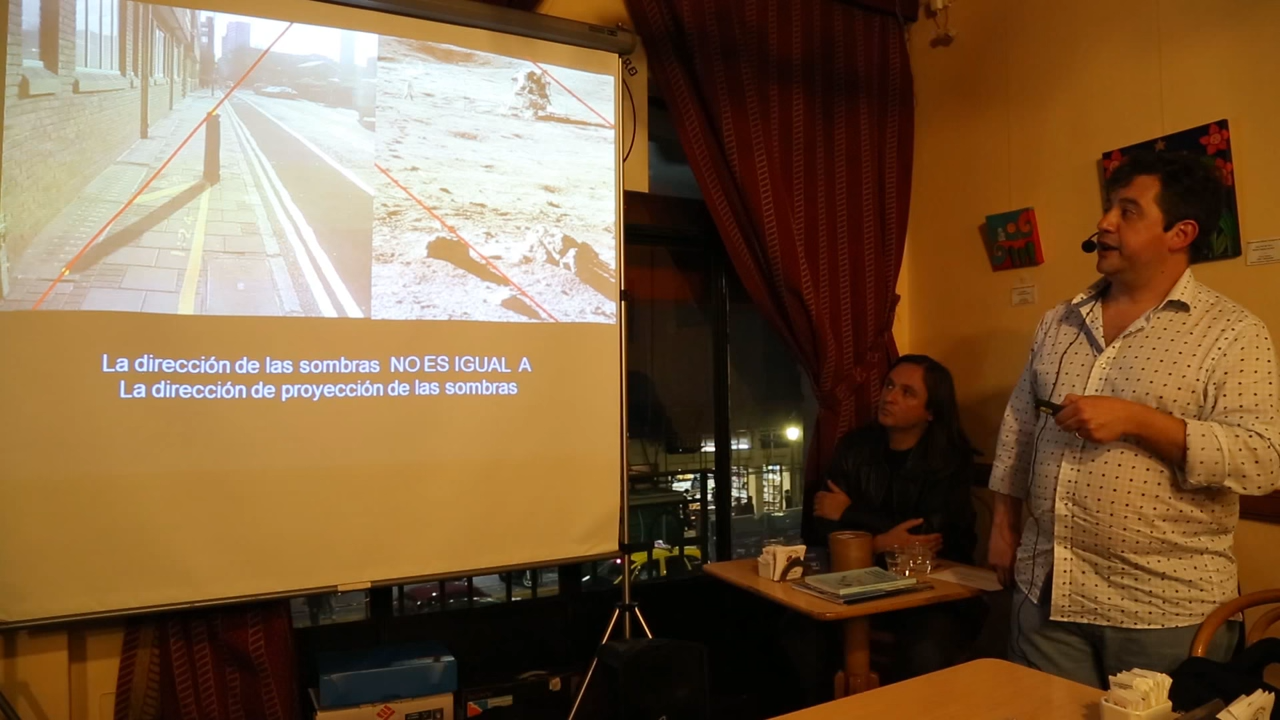 La dirección de las sombras NO ES IGUAL A
La dirección de proyección de las sombras